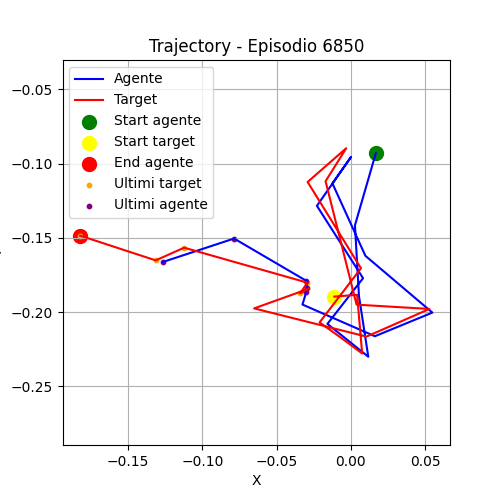 Trajectory - Episodio 6850
Agente
Target
Start agente
Start target
End agente
Ultimi target
Ultimi agente
−0.05
−0.10
−0.15
−0.20
−0.25
−0.15
−0.10
−0.05
0.00
0.05
X